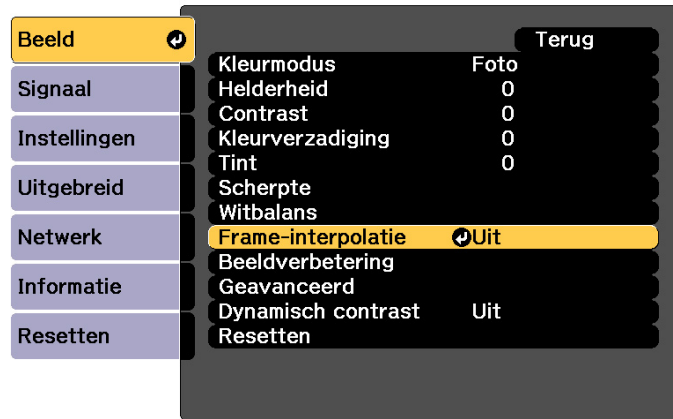 Beeld
Signaal
Instellingen
Uitgebreid
Netwerk
Informatie
Resetten
Terug
Kleurmodus Foto
Helderheid 0
Contrast 0
Kleurverzadiging 0
Tint 0
Scherpte
Witbalans
Frame-interpolatie Uit
Beeldverbetering
Geavanceerd
Dynamisch contrast Uit
Resetten